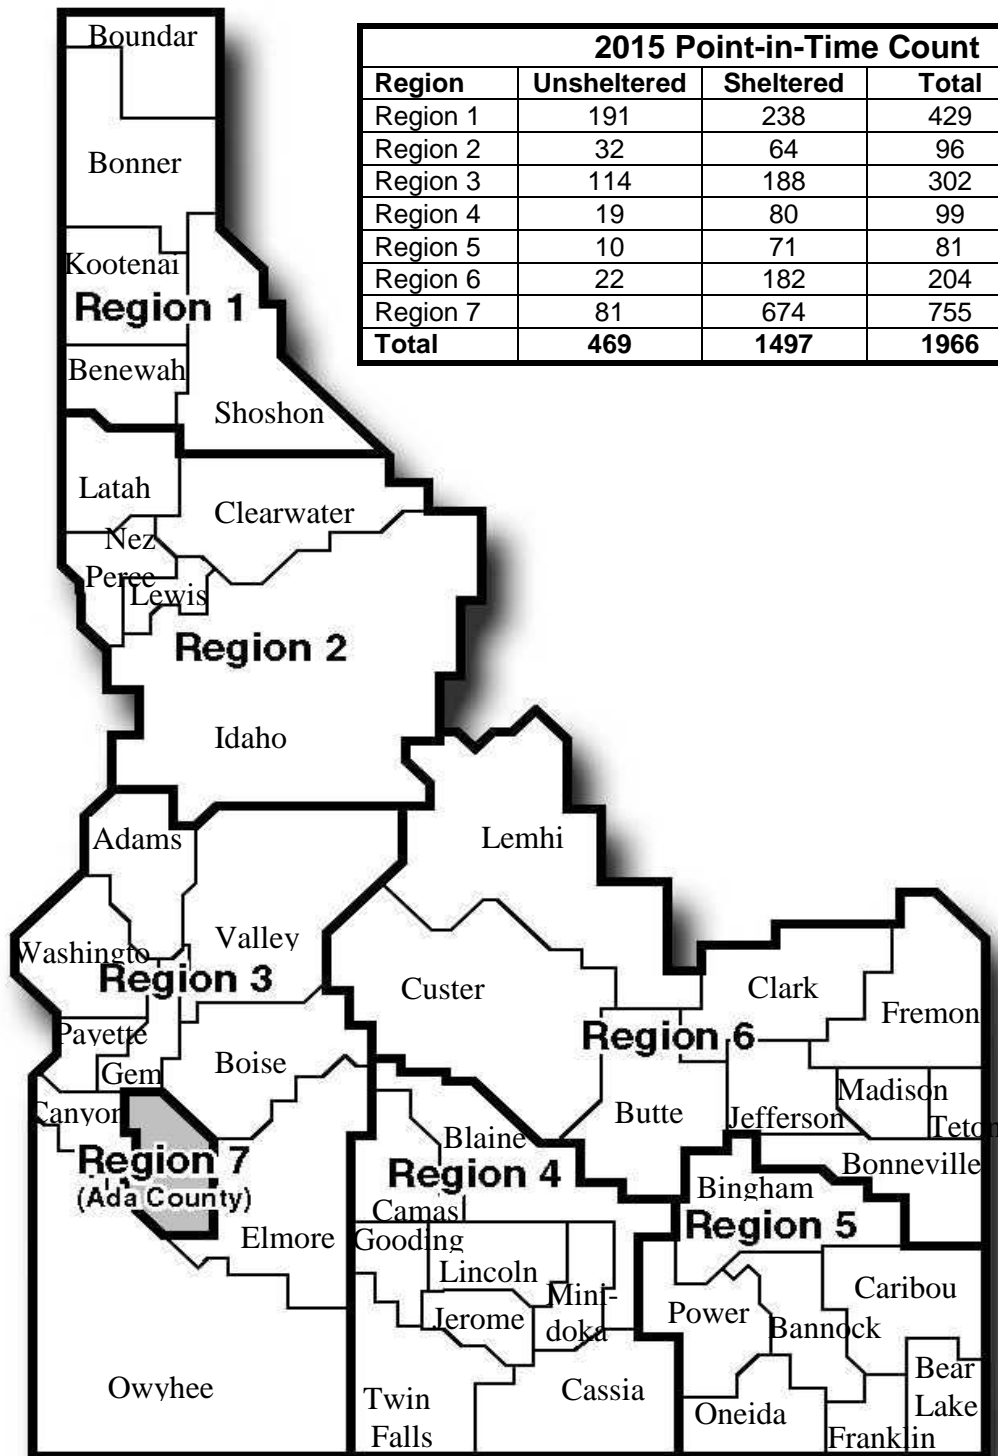 Boundar
2015 Point-in-Time Count
Region Unsheltered Sheltered Total
Region 1 191 238 429
Region 2 32 64 96
Region 3 114 188 302
Region 4 19 80 99
Region 5 10 71 81
Region 6 22 182 204
Region 7 81 674 755
Total 469 1497 1966
Bonner
Kootenai
Region 1
Benewah
Shoshon
Latah
Clearwater
Nez
Perce
Lewis
Region 2
Idaho
Adams
Lemhi
Washingto
Valley
Region 3
Custer
Clark
Fremon
Region 6
Payette
Boise
Gem
Canyon
Butte
Jefferson
Madison
Teton
Region 7
(Ada County)
Blaine
Region 4
Bonneville
Bingham
Region 5
Elmore
Camas
Gooding
Lincoln
Jerome
Mini-
doka
Power
Bannock
Caribou
Owyhee
Twin
Falls
Cassia
Oneida
Franklin
Bear
Lake